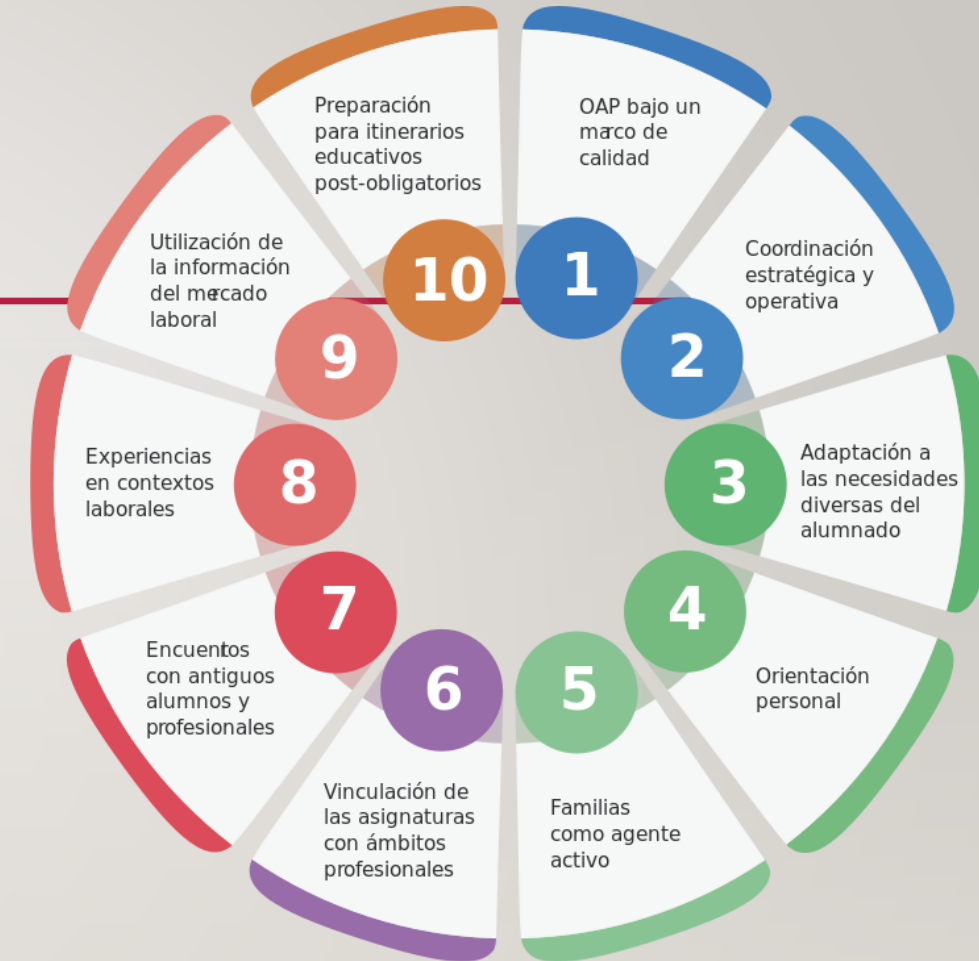 1
OAP bajo un
marco de
calidad
2
Coordinación
estratégica y
operativa
3
Adaptación a
las necesidades
diversas del
alumnado
4
Orientación
personal
5
Familias
como agente
activo
6
Vinculación de
las asignaturas
con ámbitos
profesionales
7
Encuentos
con antiguos
alumnos y
profesionales
8
Experiencias
en contextos
laborales
9
Utilización de
la información
del mercado
laboral
10
Preparación
para itinerarios
educativos
post-obligatorios